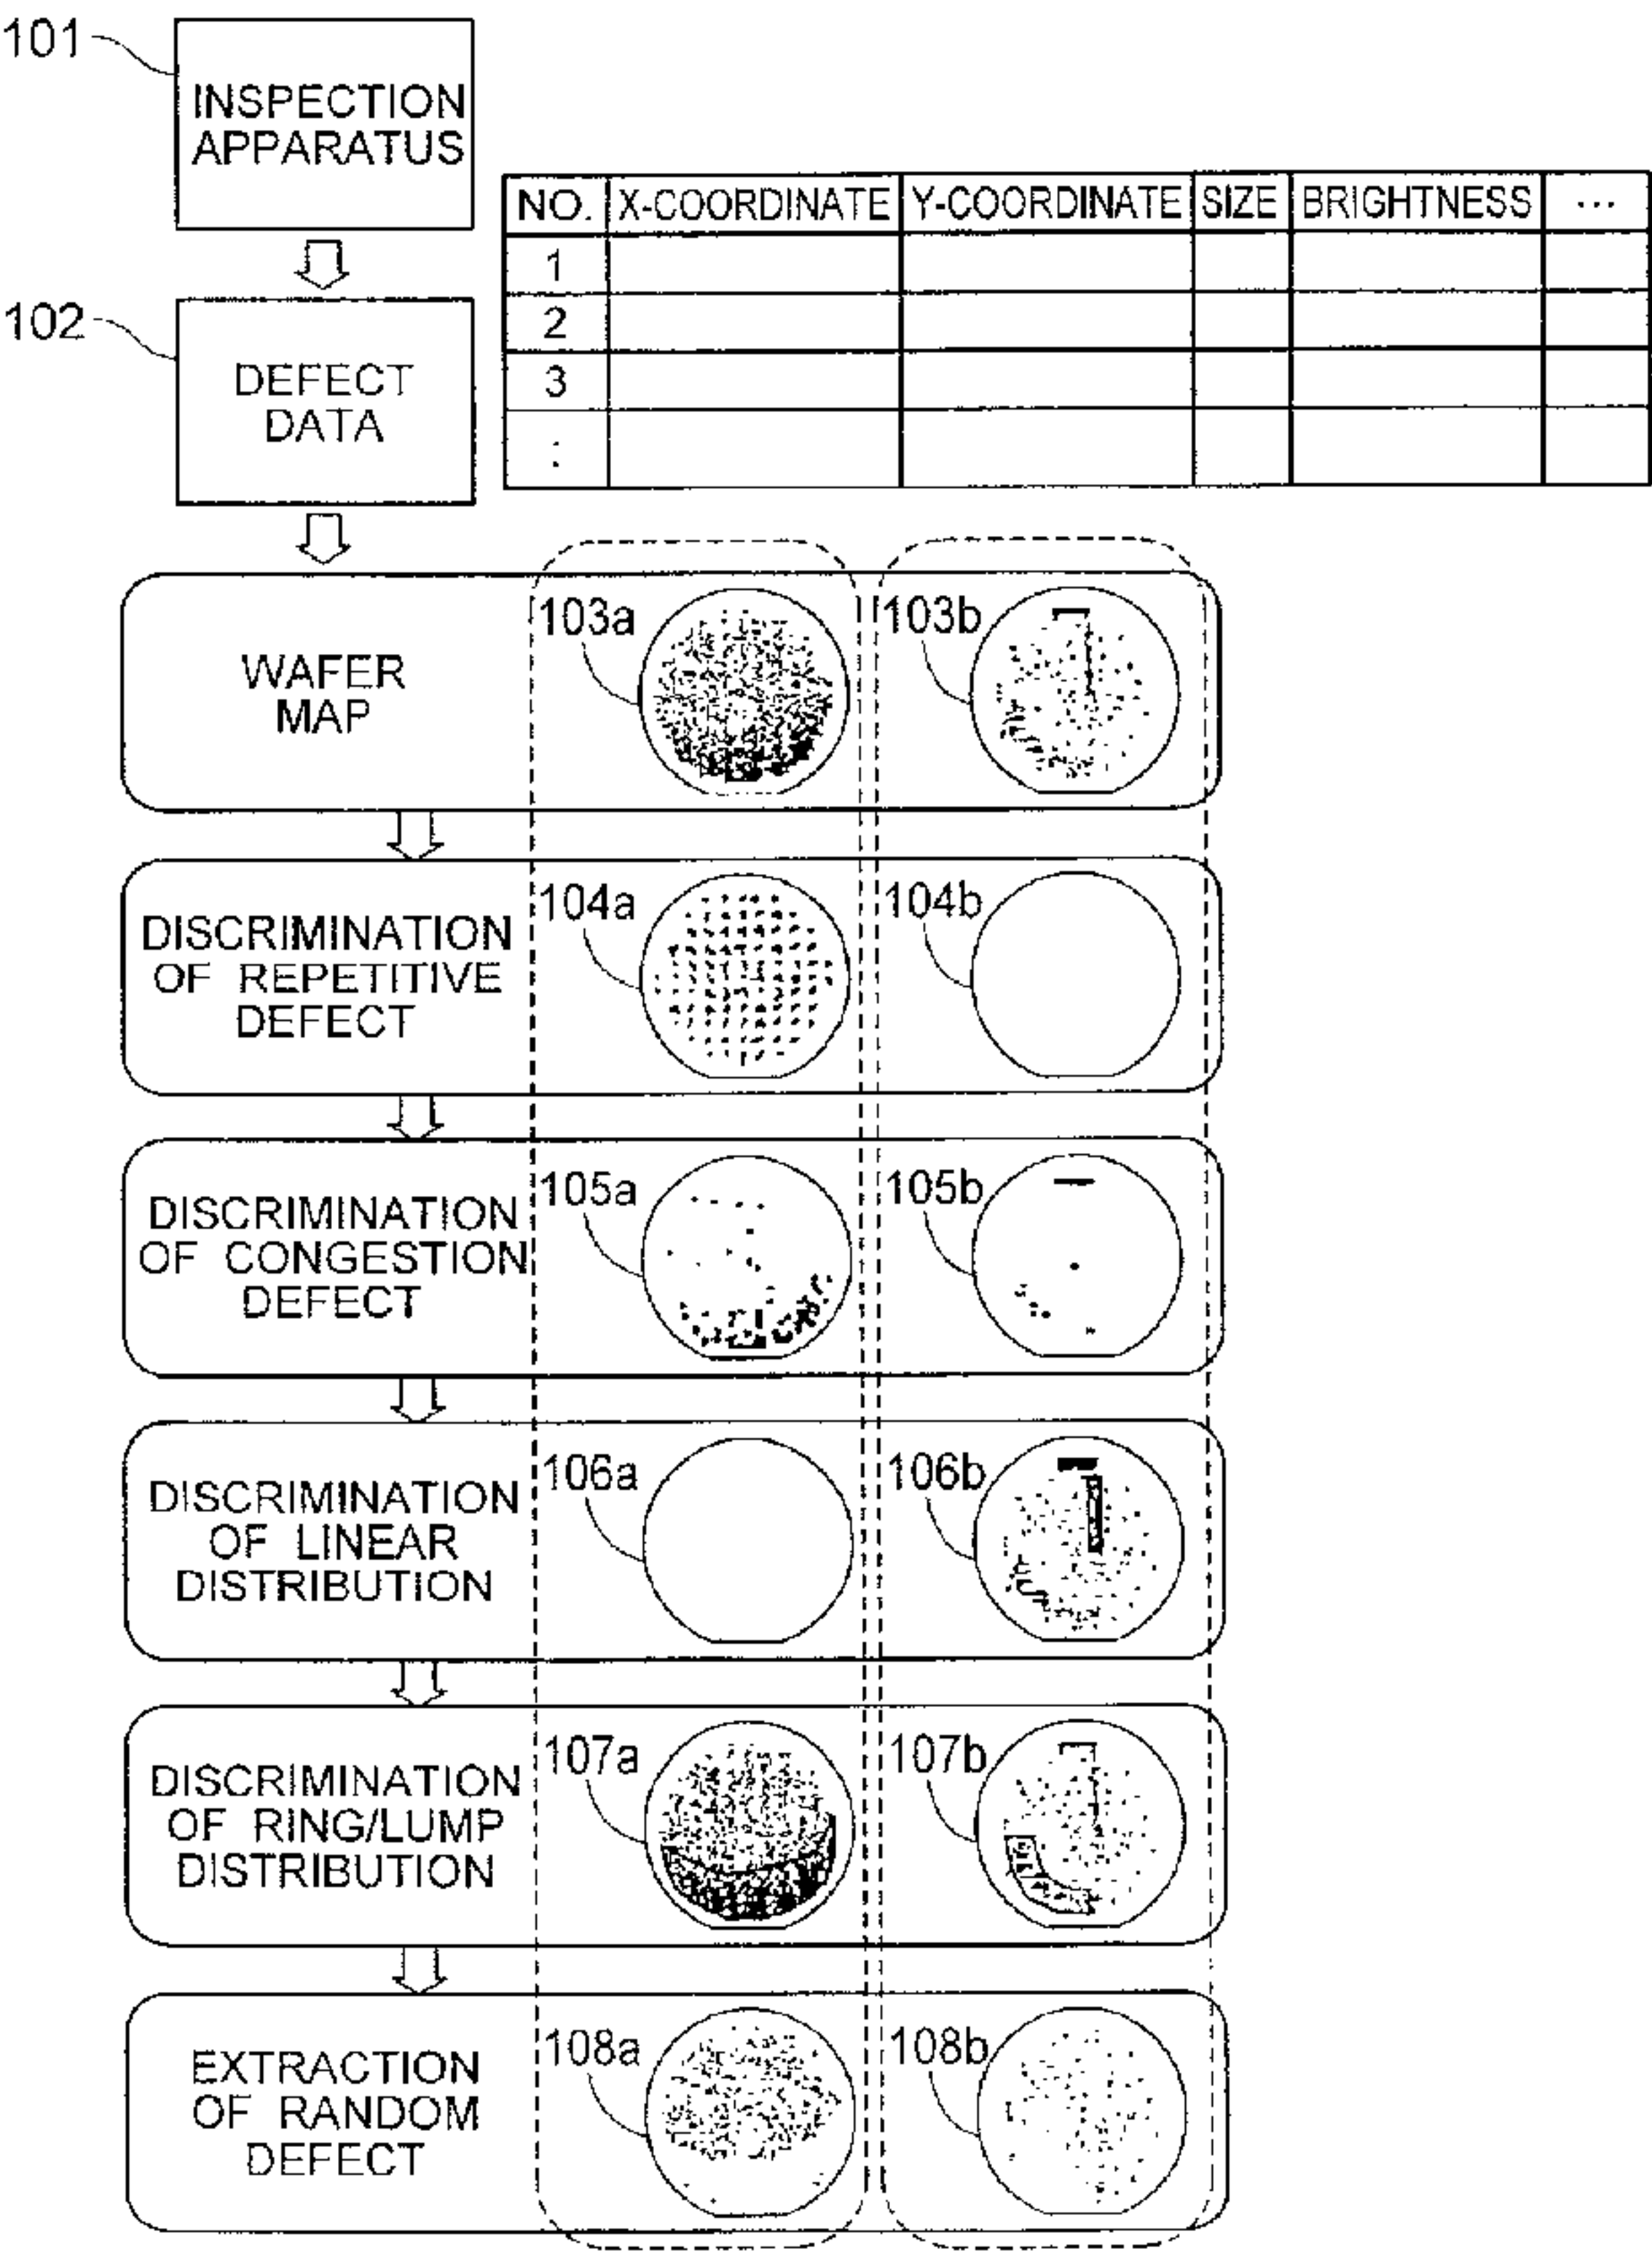 101
INSPECTION
APPARATUS
NO. X-COORDINATE Y-COORDINATE SIZE BRIGHTNESS ...
1
2
3
:
102
DEFECT
DATA
WAFER
MAP
103a
103b
DISCRIMINATION
OF REPETITIVE
DEFECT
104a
104b
DISCRIMINATION
OF CONGESTION
DEFECT
105a
105b
DISCRIMINATION
OF LINEAR
DISTRIBUTION
106a
106b
DISCRIMINATION
OF RING/LUMP
DISTRIBUTION
107a
107b
EXTRACTION
OF RANDOM
DEFECT
108a
108b